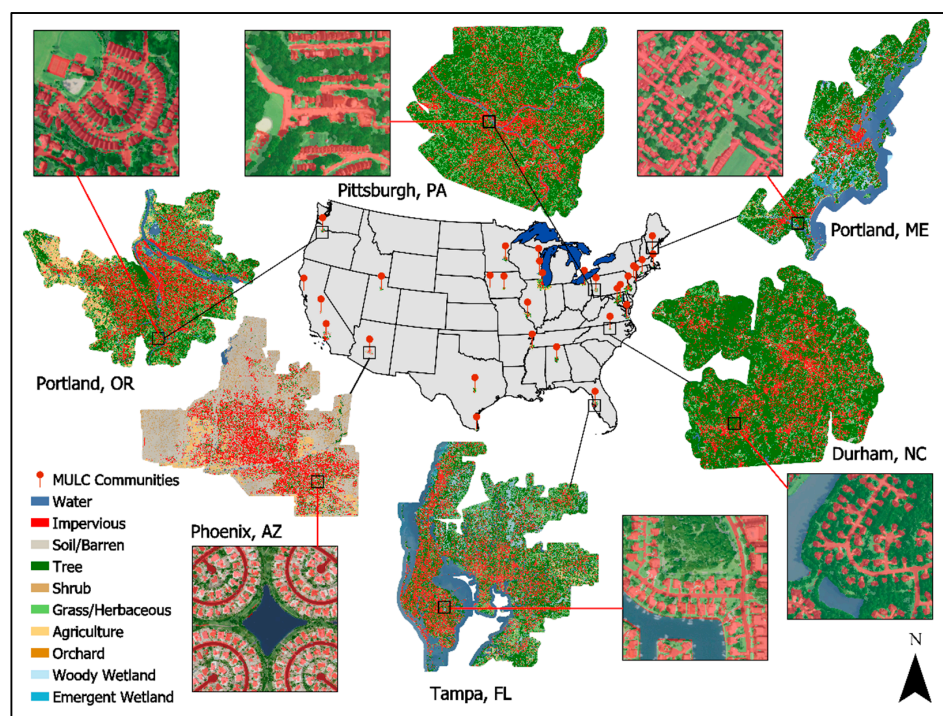 Pittsburgh, PA
Portland, ME
Portland, OR
Durham, NC
MULC Communities
Water
Impervious
Soil/Barren
Tree
Shrub
Grass/Herbaceous
Agriculture
Orchard
Woody Wetland
Emergent Wetland
Phoenix, AZ
Tampa, FL
N